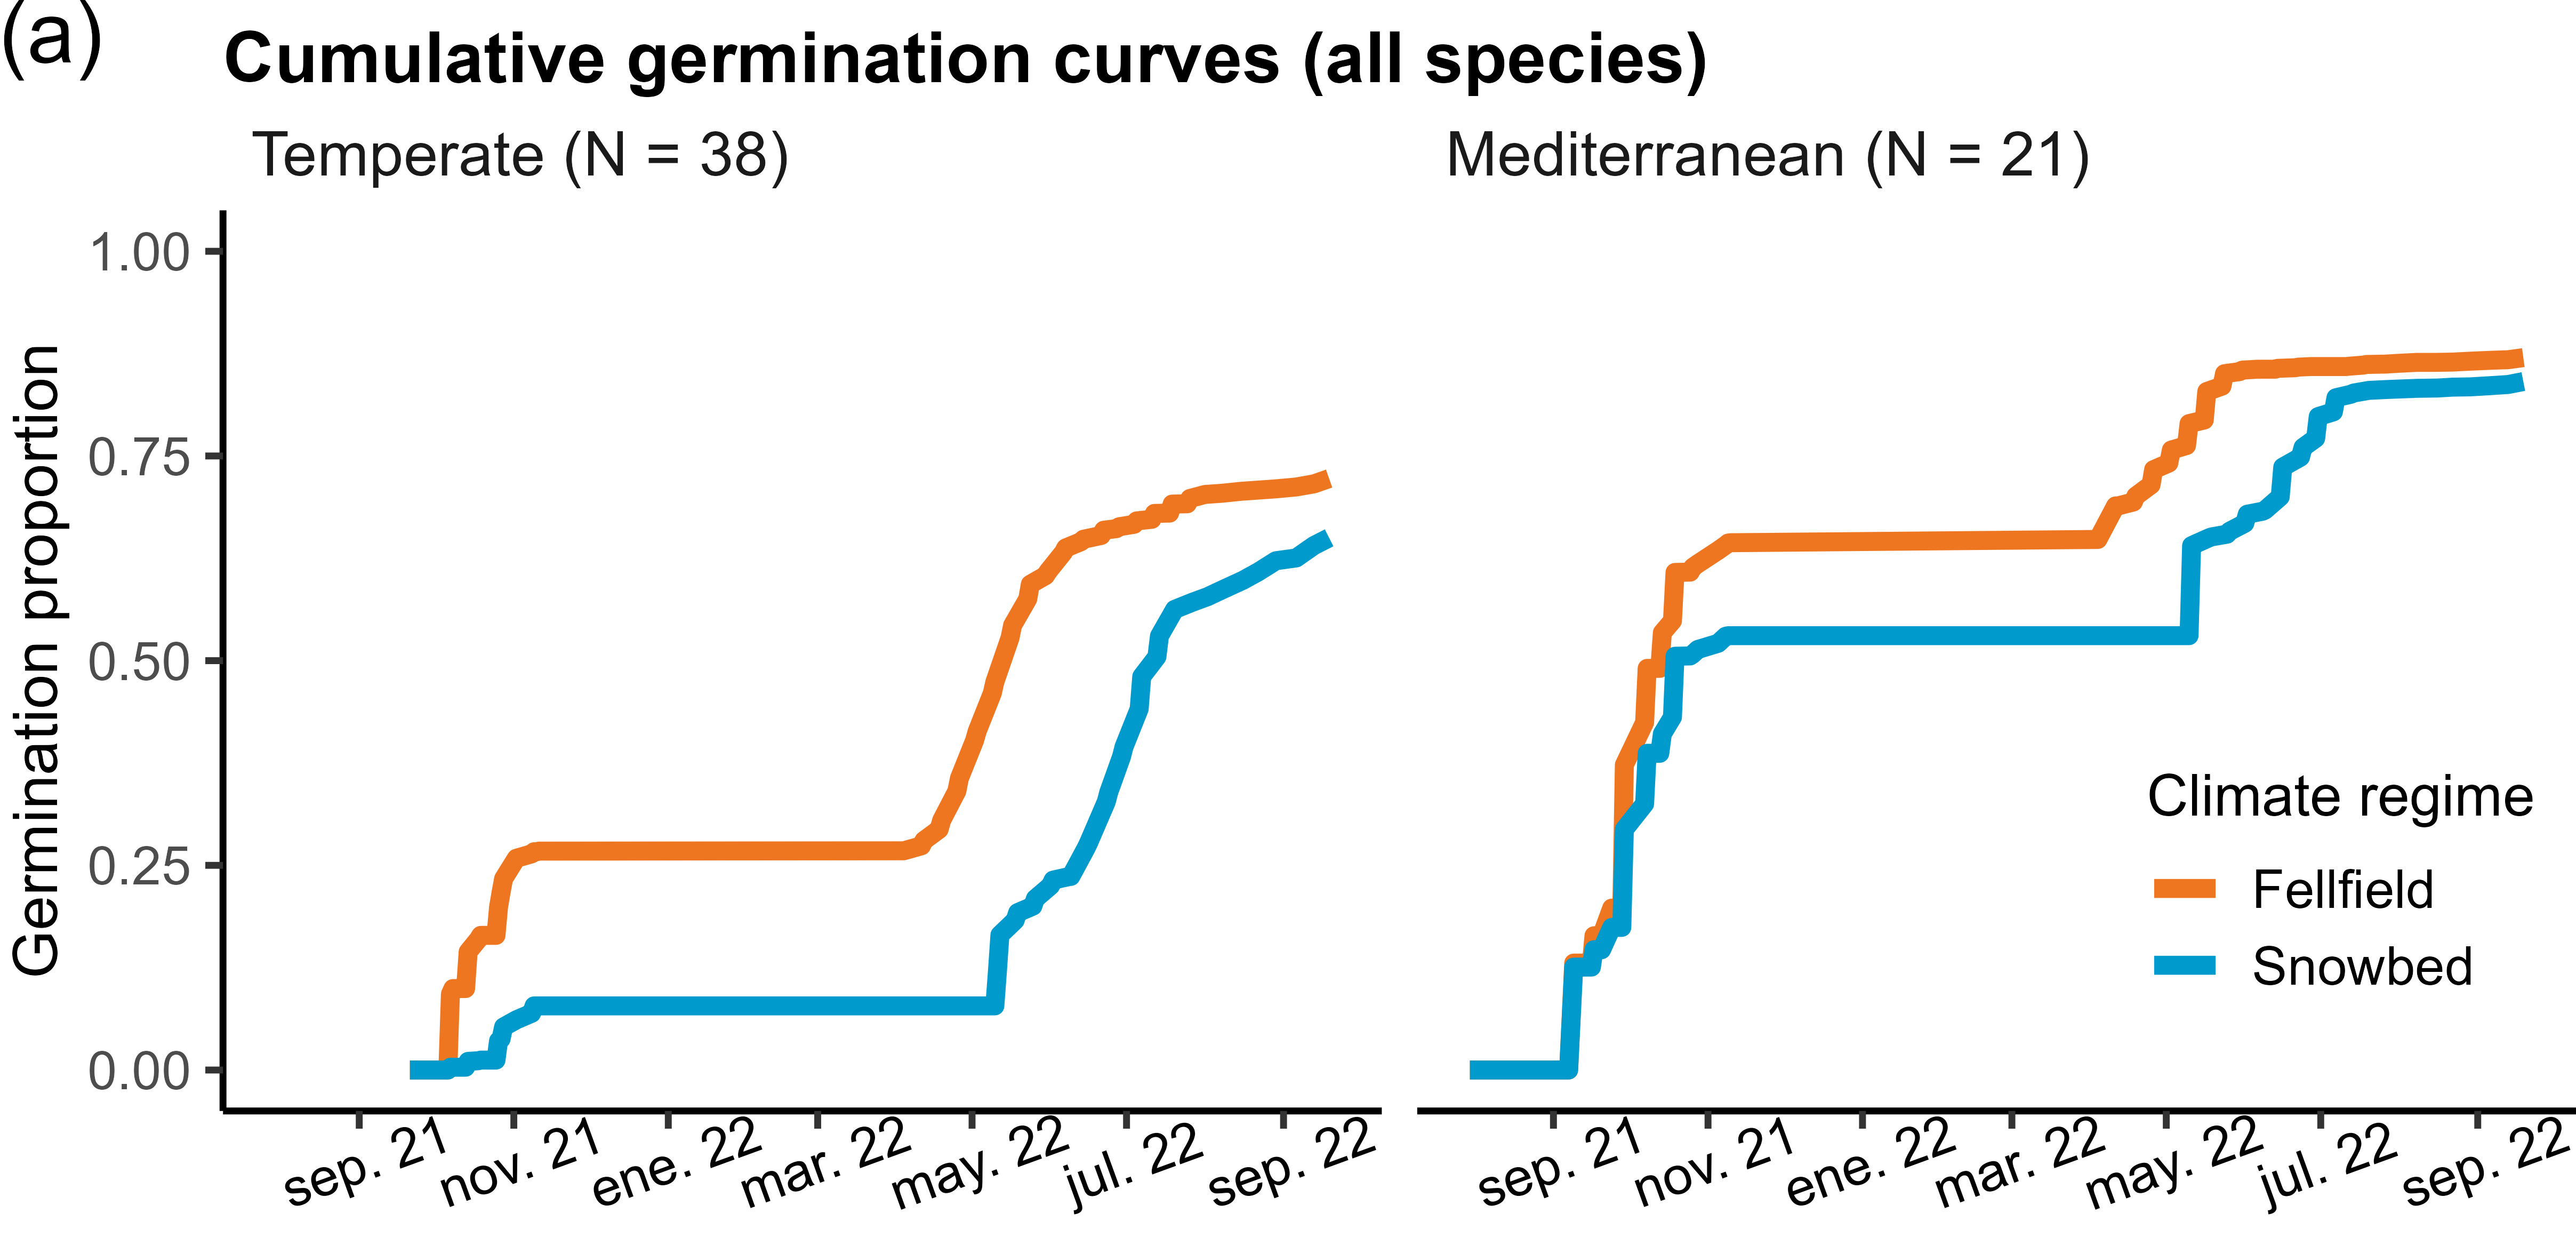 (a)
Cumulative germination curves (all species)
Temperate (N = 38)
Mediterranean (N = 21)
Germination proportion
1.00
0.75
0.50
0.25
0.00
sep. 21
nov. 21
ene. 22
mar. 22
may. 22
jul. 22
sep. 22
sep. 21
nov. 21
ene. 22
mar. 22
may. 22
jul. 22
sep. 22
Climate regime
Fellfield
Snowbed